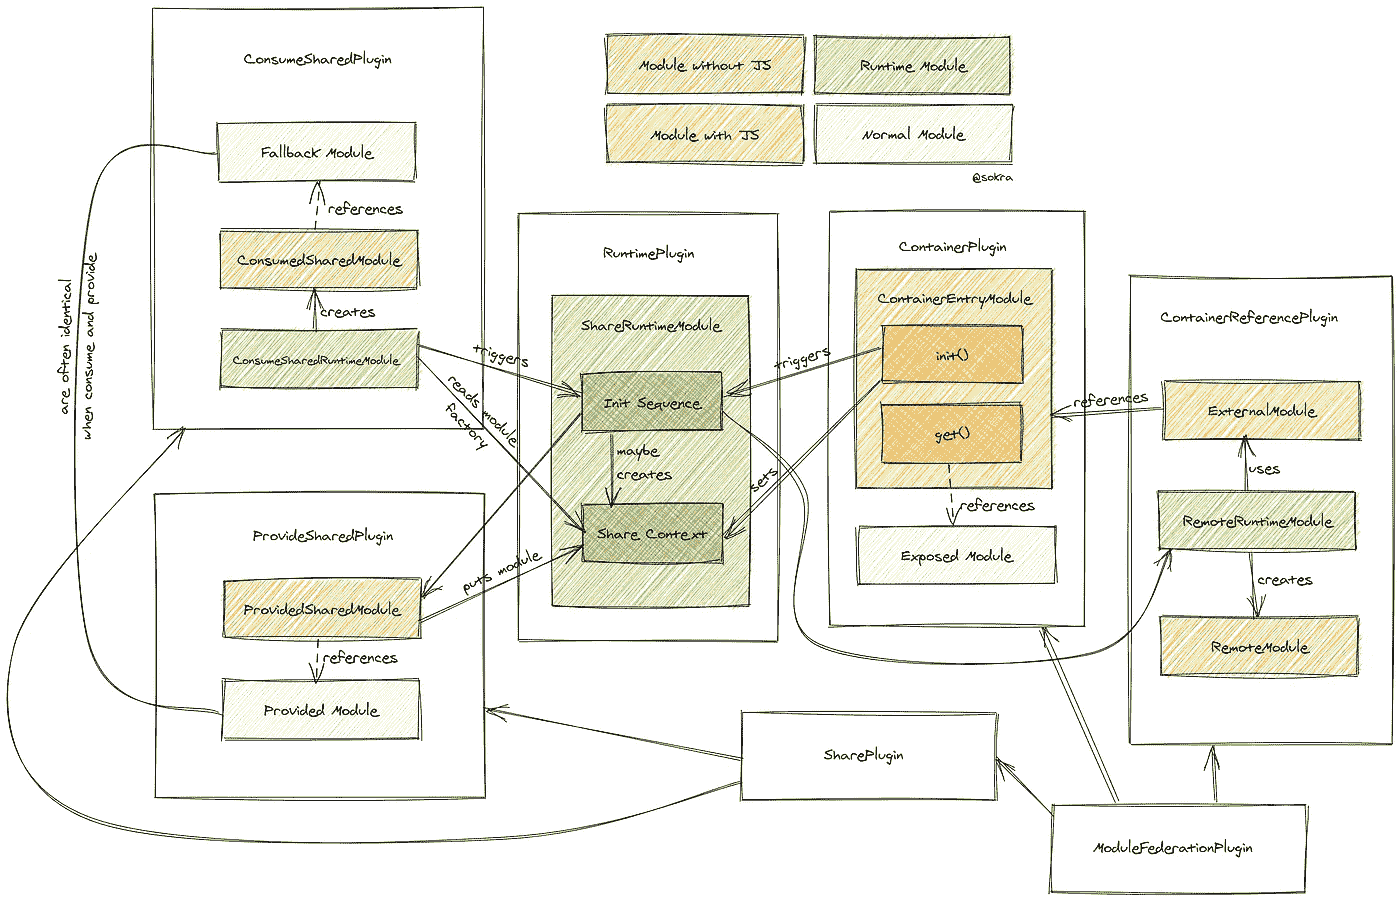 ConsumeSharedPlugin
Fallback Module
references
ConsumedSharedModule
creates
ConsumeSharedRuntimeModule
are often identical
when consume and provide
Module without JS
Runtime Module
Module with JS
Normal Module
@sokra
RuntimePlugin
ShareRuntimeModule
triggers
Init Sequence
reads module
factory
maybe
creates
Share Context
puts module
ContainerPlugin
ContainerEntryModule
init()
triggers
get()
sets
references
Exposed Module
ContainerReferencePlugin
references
ExternalModule
uses
RemoteRuntimeModule
creates
RemoteModule
ProvideSharedPlugin
ProvidedSharedModule
references
Provided Module
SharePlugin
ModuleFederationPlugin